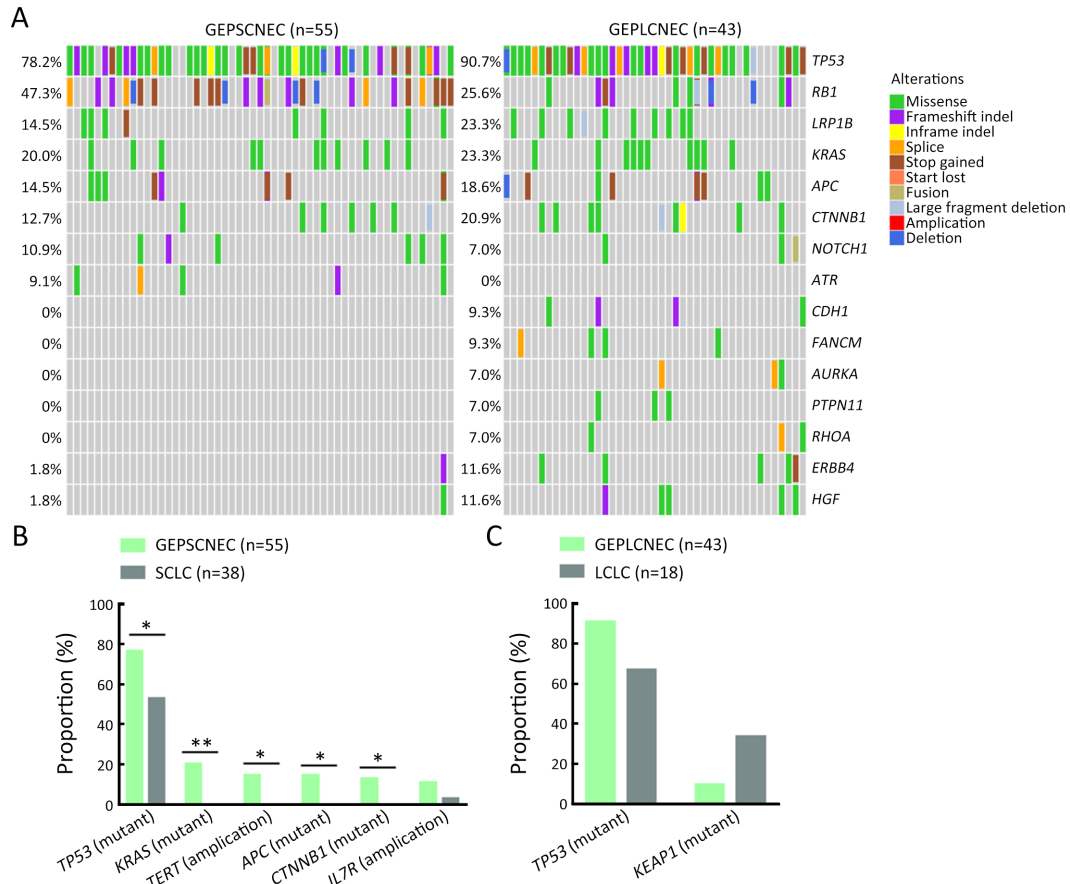 A
GEPSCNEC (n=55)
GEPLCNEC (n=43)
78.2% 90.7% TP53
47.3% 25.6% RB1
14.5% 23.3% LRP1B
20.0% 23.3% KRAS
14.5% 18.6% APC
12.7% 20.9% CTNNB1
10.9% 7.0% NOTCH1
9.1% 0% ATR
0% 9.3% CDH1
0% 9.3% FANCM
0% 7.0% AURKA
0% 7.0% PTPN11
0% 7.0% RHOA
1.8% 11.6% ERBB4
1.8% 11.6% HGF
Alterations
Missense
Frameshift indel
Inframe indel
Splice
Stop gained
Start lost
Fusion
Large fragment deletion
Amplication
Deletion
B
GEPSCNEC (n=55)
SCLC (n=38)
Proportion (%)
100
80
60
40
20
0
*
**
*
*
*
TP53 (mutant)
KRAS (mutant)
TERT (amplication)
APC (mutant)
CTNNB1 (mutant)
IL7R (amplication)
C
GEPLCNEC (n=43)
LCLC (n=18)
Proportion (%)
100
80
60
40
20
0
TP53 (mutant)
KEAP1 (mutant)